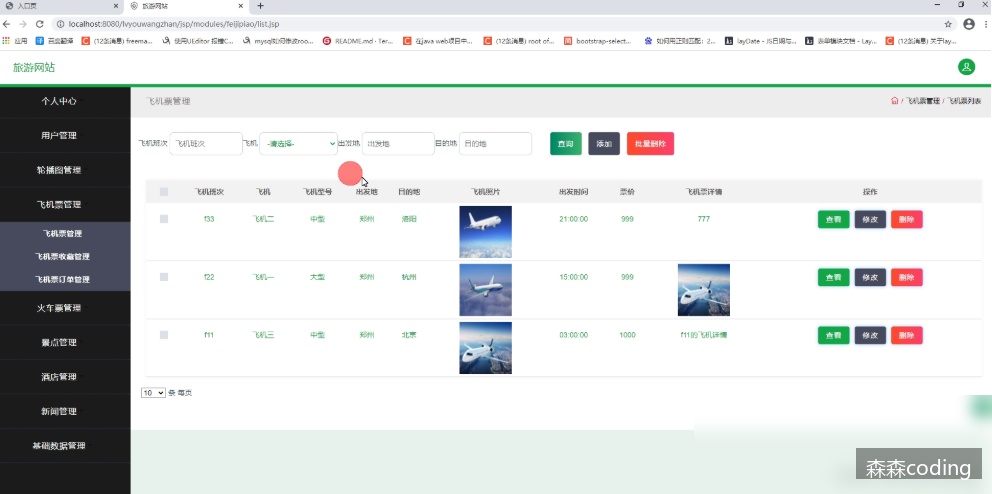 入口页
旅游网站
localhost:8080/lvyouwangzhan/jsp/modules/feijipiao/list.jsp
应用 百度翻译 (12条消息) freema... 使用UEditor 报错C... mysql如何修改roo... README.md · Ter... 在java web项目中... (12条消息) root of... bootstrap-select... 如何用正则匹配：2... layDate - JS日期与... 表单模块文档 - Lay... (12条消息) 关于lay...
旅游网站
个人中心
用户管理
轮播图管理
飞机票管理
飞机票管理
飞机票收藏管理
飞机票订单管理
火车票管理
景点管理
酒店管理
新闻管理
基础数据管理
飞机票管理
/ 飞机票管理 / 飞机票列表
飞机班次 飞机班次 飞机 -请选择- 出发地 出发地 目的地 目的地 查询 添加 批量删除
飞机班次 飞机 飞机型号 出发地 目的地 飞机照片 出发时间 票价 飞机票详情 操作
f33 飞机二 中型 郑州 洛阳 21:00:00 999 777 查看 修改 删除
f22 飞机一 大型 郑州 杭州 15:00:00 999 查看 修改 删除
f11 飞机三 中型 郑州 北京 03:00:00 1000 f11的飞机详情 查看 修改 删除
10 条 每页
森森coding